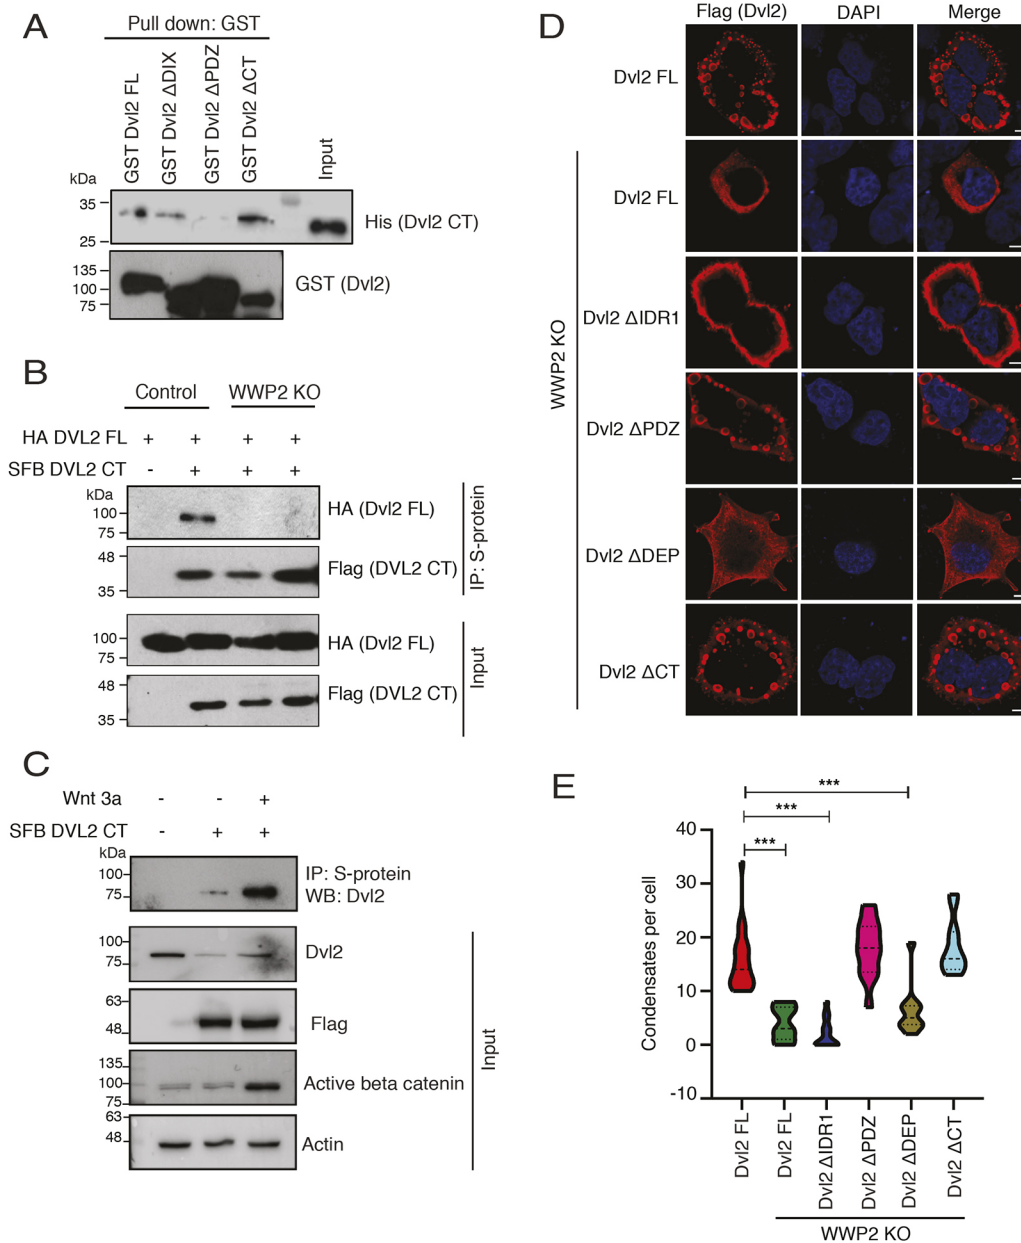 A
Pull down: GST
GST Dvl2 FL
GST Dvl2 ΔDIX
GST Dvl2 ΔPDZ
GST Dvl2 ΔCT
Input
kDa
35
25
His (Dvl2 CT)
135
100
75
GST (Dvl2)
B
Control WWP2 KO
HA DVL2 FL + + + +
SFB DVL2 CT - + + +
kDa
100
75
HA (Dvl2 FL)
48
35
Flag (DVL2 CT)
IP: S-protein
100
75
HA (Dvl2 FL)
48
35
Flag (DVL2 CT)
Input
C
Wnt 3a - - +
SFB DVL2 CT - + +
kDa
100
75
IP: S-protein
WB: Dvl2
100
75
Dvl2
63
48
Flag
135
100
75
Active beta catenin
63
48
Actin
Input
D
Flag (Dvl2) DAPI Merge
Dvl2 FL
WWP2 KO
Dvl2 FL
Dvl2 ΔIDR1
Dvl2 ΔPDZ
Dvl2 ΔDEP
Dvl2 ΔCT
E
***
***
***
Condensates per cell
40
30
20
10
0
-10
Dvl2 FL
Dvl2 FL
Dvl2 ΔIDR1
Dvl2 ΔPDZ
Dvl2 ΔDEP
Dvl2 ΔCT
WWP2 KO